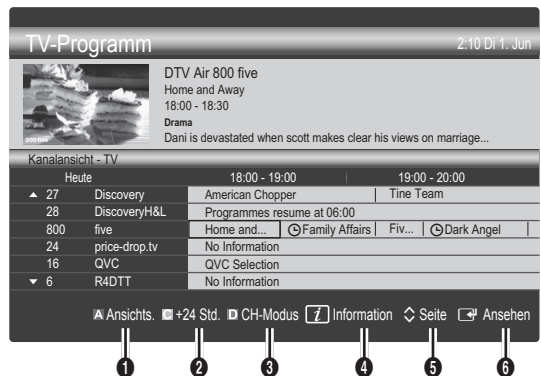 TV-Programm 2:10 Di 1. Jun
DTV Air 800 five
Home and Away
18:00 - 18:30
Drama
Dani is devastated when scott makes clear his views on marriage...
800 five
Kanalansicht - TV
Heute 18:00 - 19:00 19:00 - 20:00
▲ 27 Discovery American Chopper Tine Team
28 DiscoveryH&L Programmes resume at 06:00
800 five Home and... Family Affairs Fiv... Dark Angel
24 price-drop.tv No Information
16 QVC QVC Selection
▼ 6 R4DTT No Information
A Ansichts. C +24 Std. D CH-Modus i Information Seite Ansehen
1 2 3 4 5 6